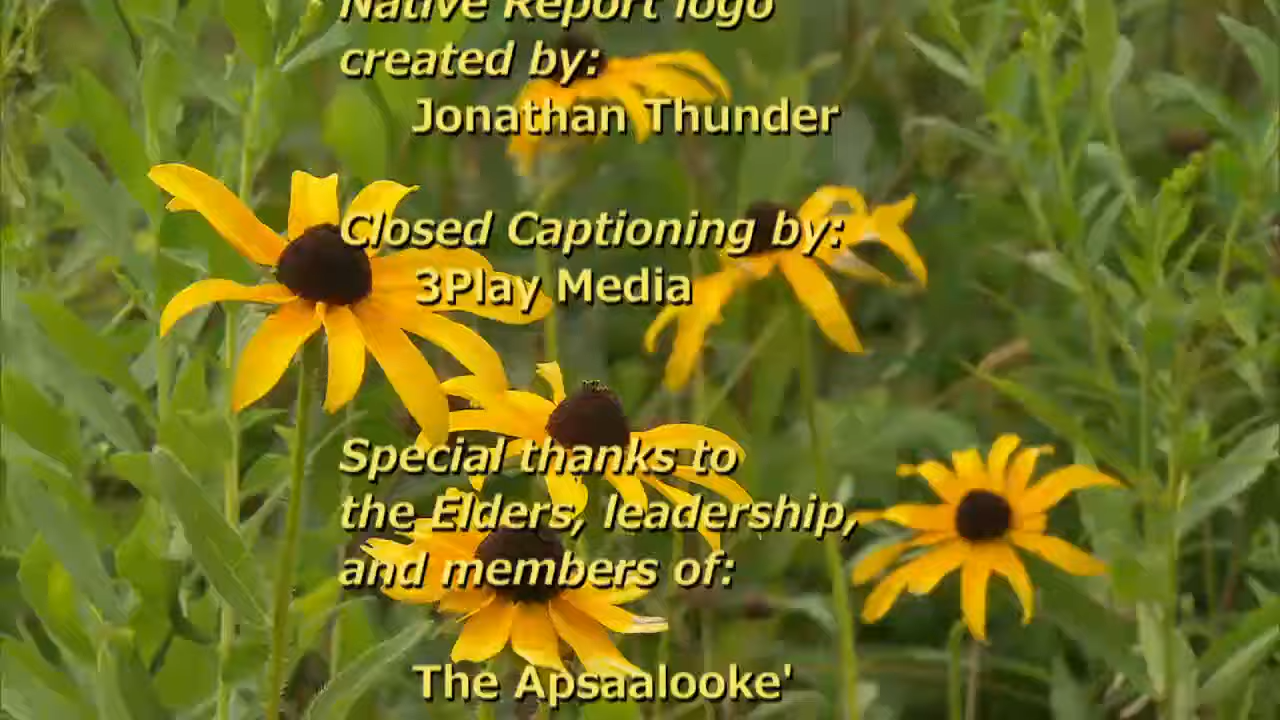 Native Report logo
created by:
Jonathan Thunder
Closed Captioning by:
3Play Media
Special thanks to
the Elders, leadership,
and members of:
The Apsaalooke'